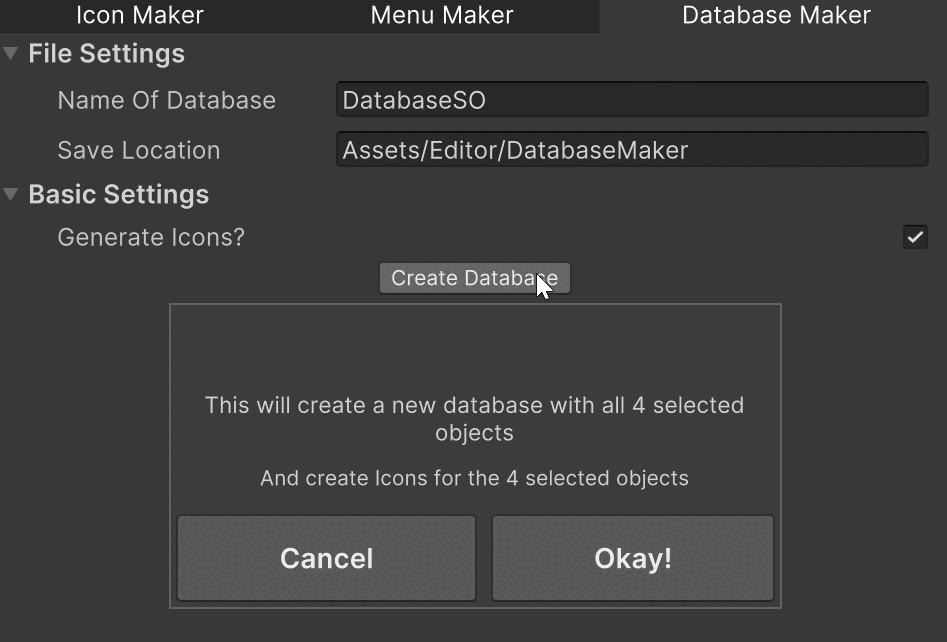 Icon Maker Menu Maker Database Maker
File Settings
Name Of Database DatabaseSO
Save Location Assets/Editor/DatabaseMaker
Basic Settings
Generate Icons?
Create Database
This will create a new database with all 4 selected
objects
And create Icons for the 4 selected objects
Cancel Okay!